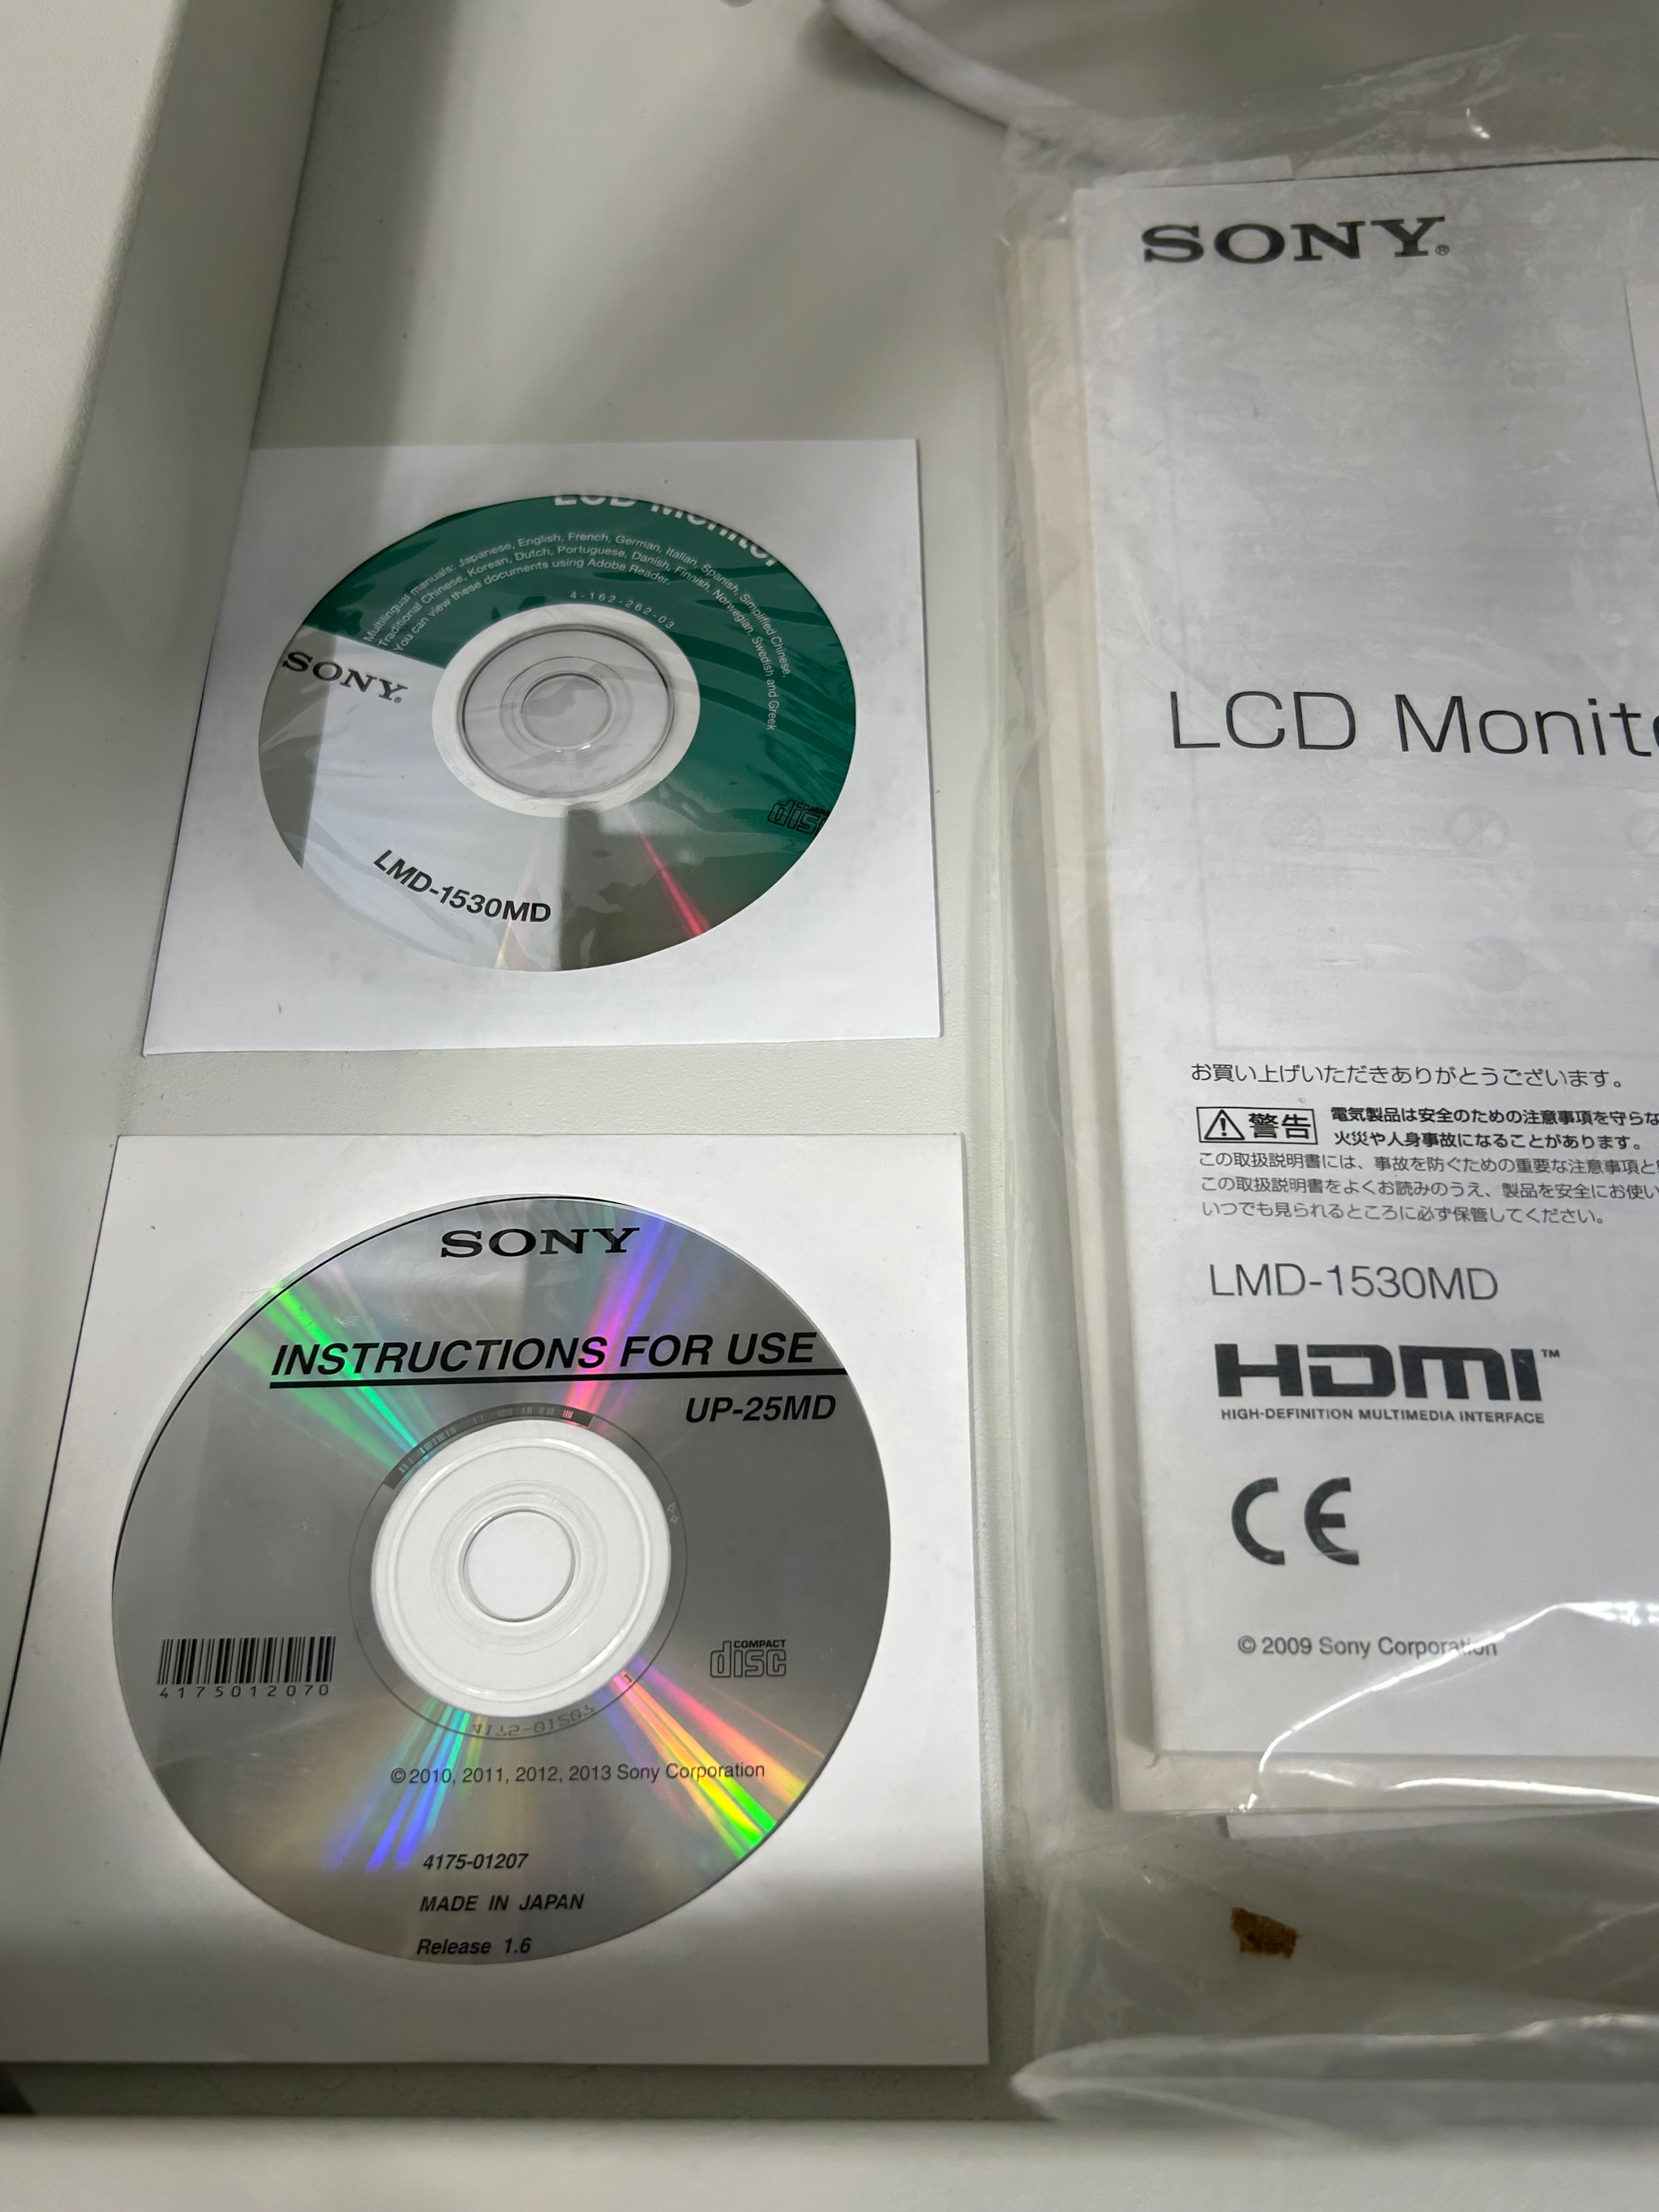 LCD Monitor
Multilingual manuals: Japanese, English, French, German, Italian, Spanish, Simplified Chinese,
Traditional Chinese, Korean, Dutch, Portuguese, Danish, Finnish, Norwegian, Swedish and Greek
You can view these documents using Adobe Reader.
4-162-262-03
SONY
disc
LMD-1530MD
SONY
INSTRUCTIONS FOR USE
UP-25MD
4175012070
COMPACT
disc
4175-01207
©2010, 2011, 2012, 2013 Sony Corporation
4175-01207
MADE IN JAPAN
Release 1.6
SONY®
LCD Monito
お買い上げいただきありがとうございます。
警告
電気製品は安全のための注意事項を守らな
火災や人身事故になることがあります。
この取扱説明書には、事故を防ぐための重要な注意事項と
この取扱説明書をよくお読みのうえ、製品を安全にお使い
いつでも見られるところに必ず保管してください。
LMD-1530MD
HDMI™
HIGH-DEFINITION MULTIMEDIA INTERFACE
CE
© 2009 Sony Corporation